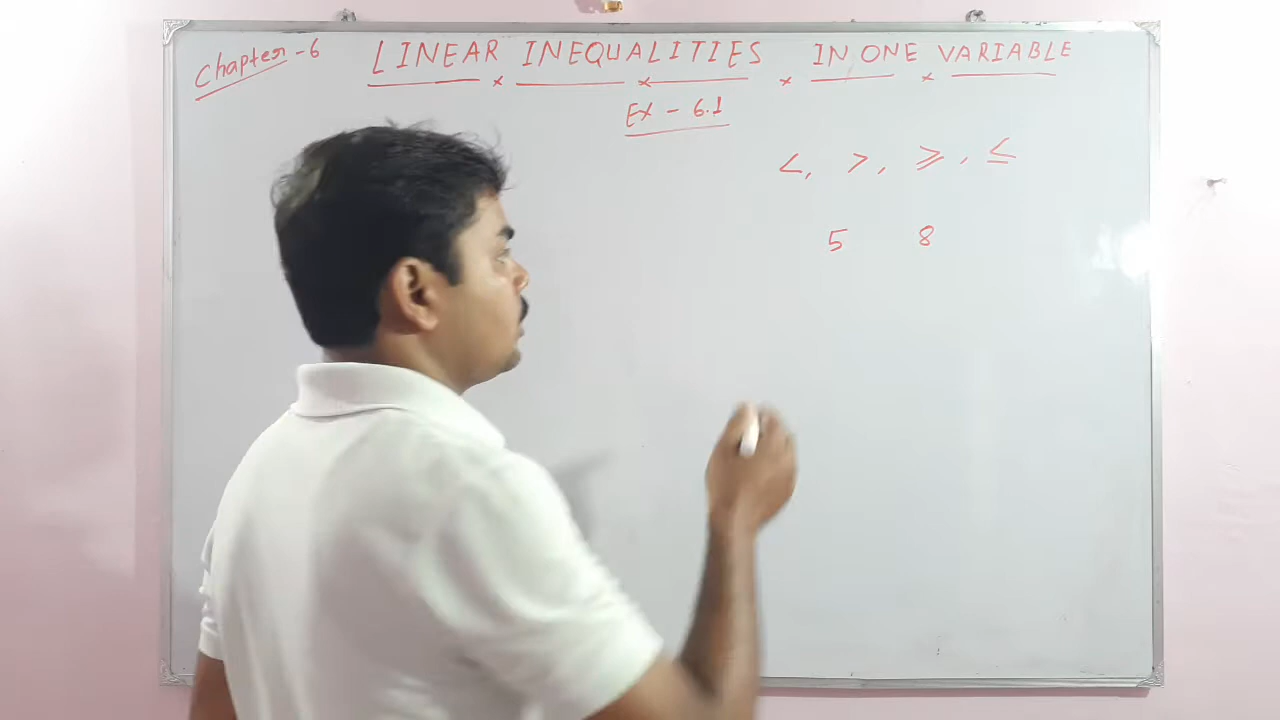 Chapter-6
LINEAR INEQUALITIES IN ONE VARIABLE
EX - 6.1
<, >, ⩾, ≤
5 8